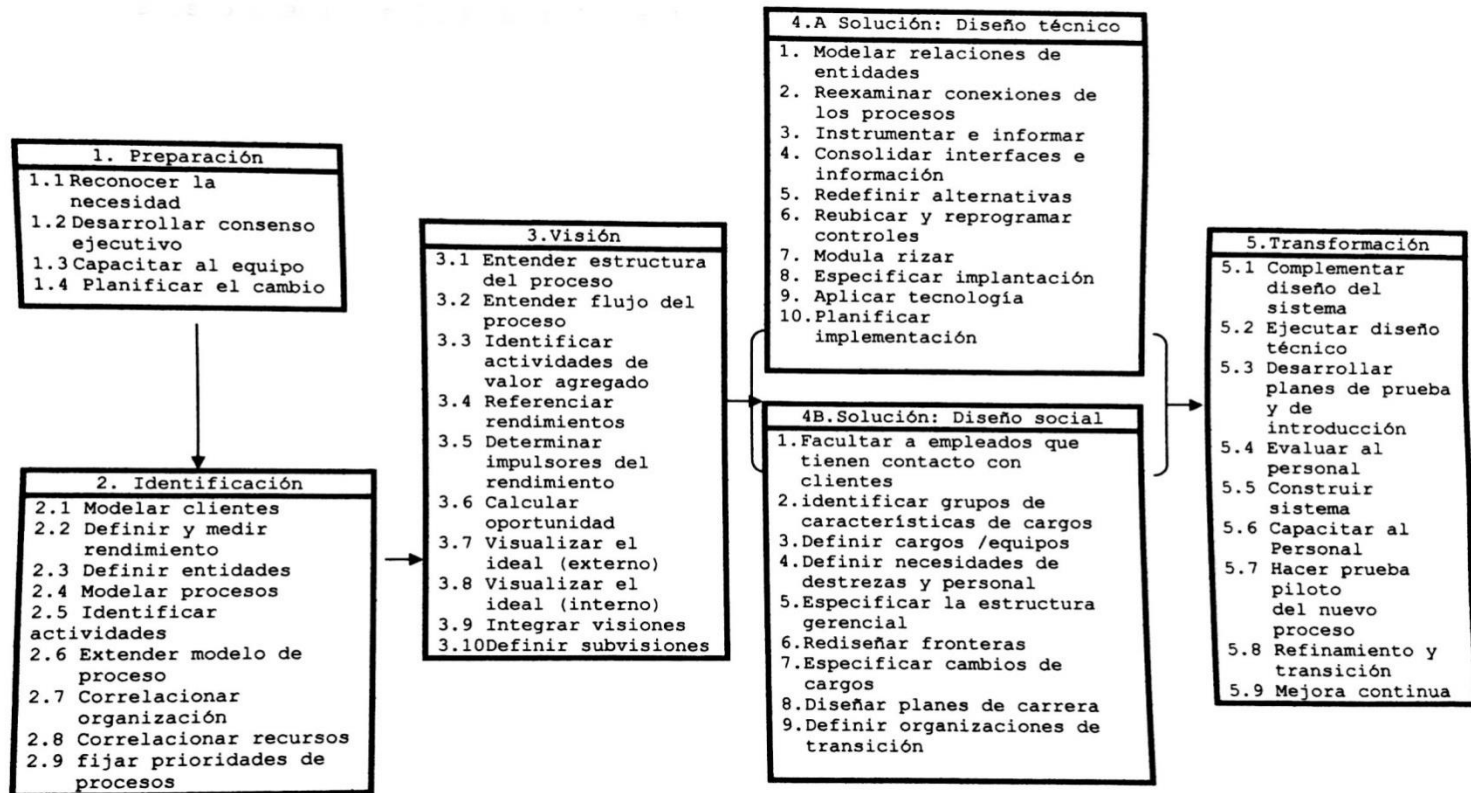 1. Preparación
1.1 Reconocer la
necesidad
1.2 Desarrollar consenso
ejecutivo
1.3 Capacitar al equipo
1.4 Planificar el cambio
2. Identificación
2.1 Modelar clientes
2.2 Definir y medir
rendimiento
2.3 Definir entidades
2.4 Modelar procesos
2.5 Identificar
actividades
2.6 Extender modelo de
proceso
2.7 Correlacionar
organización
2.8 Correlacionar recursos
2.9 fijar prioridades de
procesos
3.Visión
3.1 Entender estructura
del proceso
3.2 Entender flujo del
proceso
3.3 Identificar
actividades de
valor agregado
3.4 Referenciar
rendimientos
3.5 Determinar
impulsores del
rendimiento
3.6 Calcular
oportunidad
3.7 Visualizar el
ideal (externo)
3.8 Visualizar el
ideal (interno)
3.9 Integrar visiones
3.10Definir subvisiones
4.A Solución: Diseño técnico
1. Modelar relaciones de
entidades
2. Reexaminar conexiones de
los procesos
3. Instrumentar e informar
4. Consolidar interfaces e
información
5. Redefinir alternativas
6. Reubicar y reprogramar
controles
7. Modula rizar
8. Especificar implantación
9. Aplicar tecnología
10.Planificar
implementación
4B.Solución: Diseño social
1.Facultar a empleados que
tienen contacto con
clientes
2.identificar grupos de
características de cargos
3.Definir cargos /equipos
4.Definir necesidades de
destrezas y personal
5.Especificar la estructura
gerencial
6.Rediseñar fronteras
7.Especificar cambios de
cargos
8.Diseñar planes de carrera
9.Definir organizaciones de
transición
5.Transformación
5.1 Complementar
diseño del
sistema
5.2 Ejecutar diseño
técnico
5.3 Desarrollar
planes de prueba
y de
introducción
5.4 Evaluar al
personal
5.5 Construir
sistema
5.6 Capacitar al
Personal
5.7 Hacer prueba
piloto
del nuevo
proceso
5.8 Refinamiento y
transición
5.9 Mejora continua